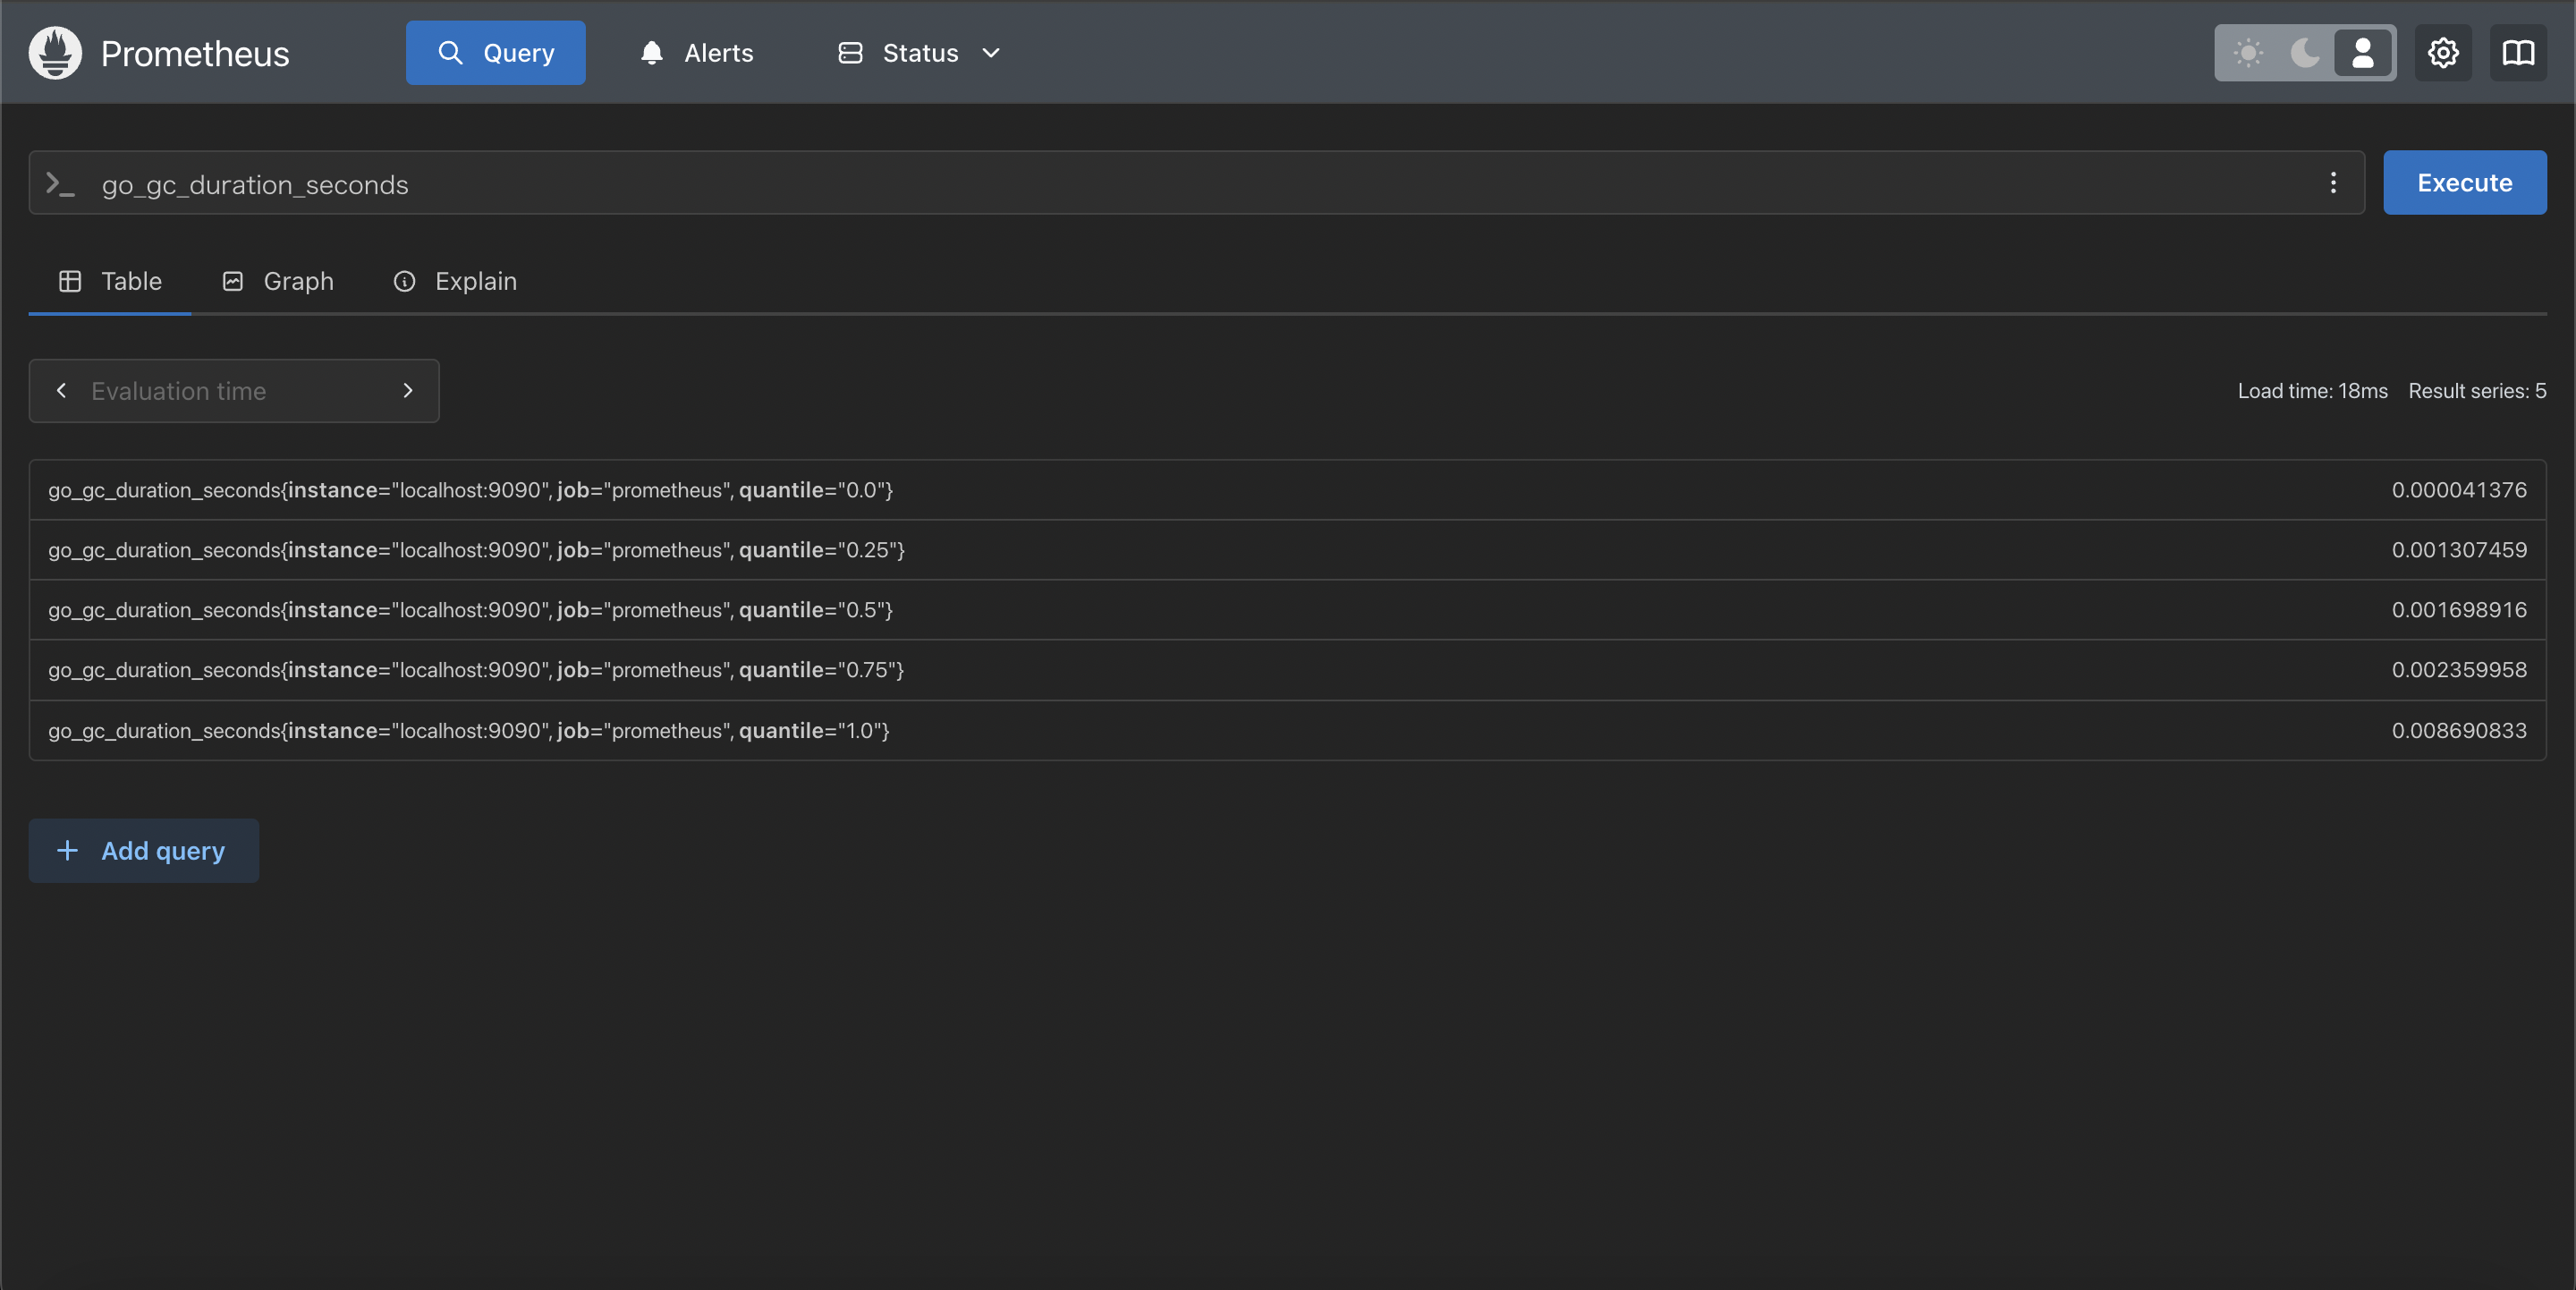 Prometheus Query Alerts Status
go_gc_duration_seconds Execute
Table Graph Explain
Evaluation time Load time: 18ms Result series: 5
go_gc_duration_seconds{instance="localhost:9090", job="prometheus", quantile="0.0"} 0.000041376
go_gc_duration_seconds{instance="localhost:9090", job="prometheus", quantile="0.25"} 0.001307459
go_gc_duration_seconds{instance="localhost:9090", job="prometheus", quantile="0.5"} 0.001698916
go_gc_duration_seconds{instance="localhost:9090", job="prometheus", quantile="0.75"} 0.002359958
go_gc_duration_seconds{instance="localhost:9090", job="prometheus", quantile="1.0"} 0.008690833
Add query